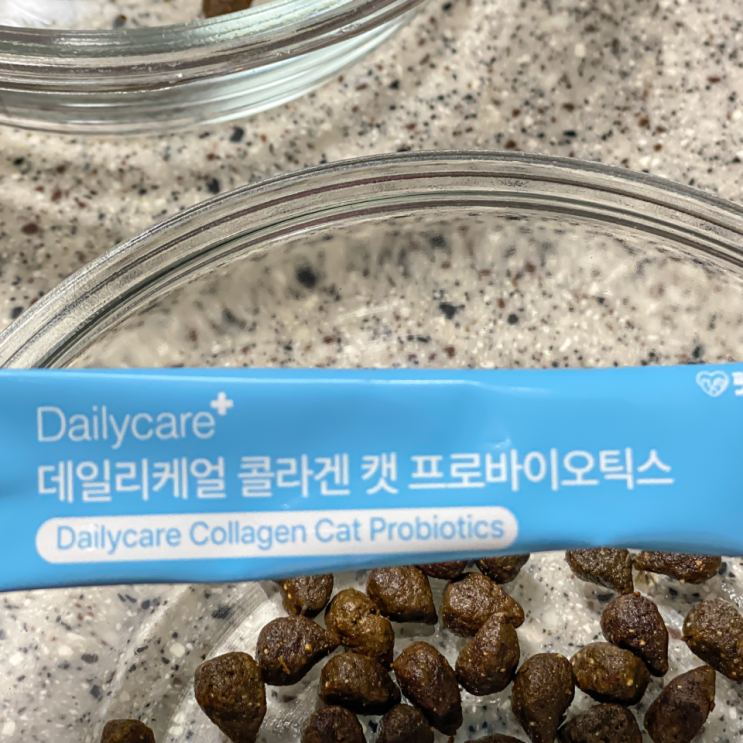 Dailycare+
데일리케얼 콜라겐 캣 프로바이오틱스
Dailycare Collagen Cat Probiotics